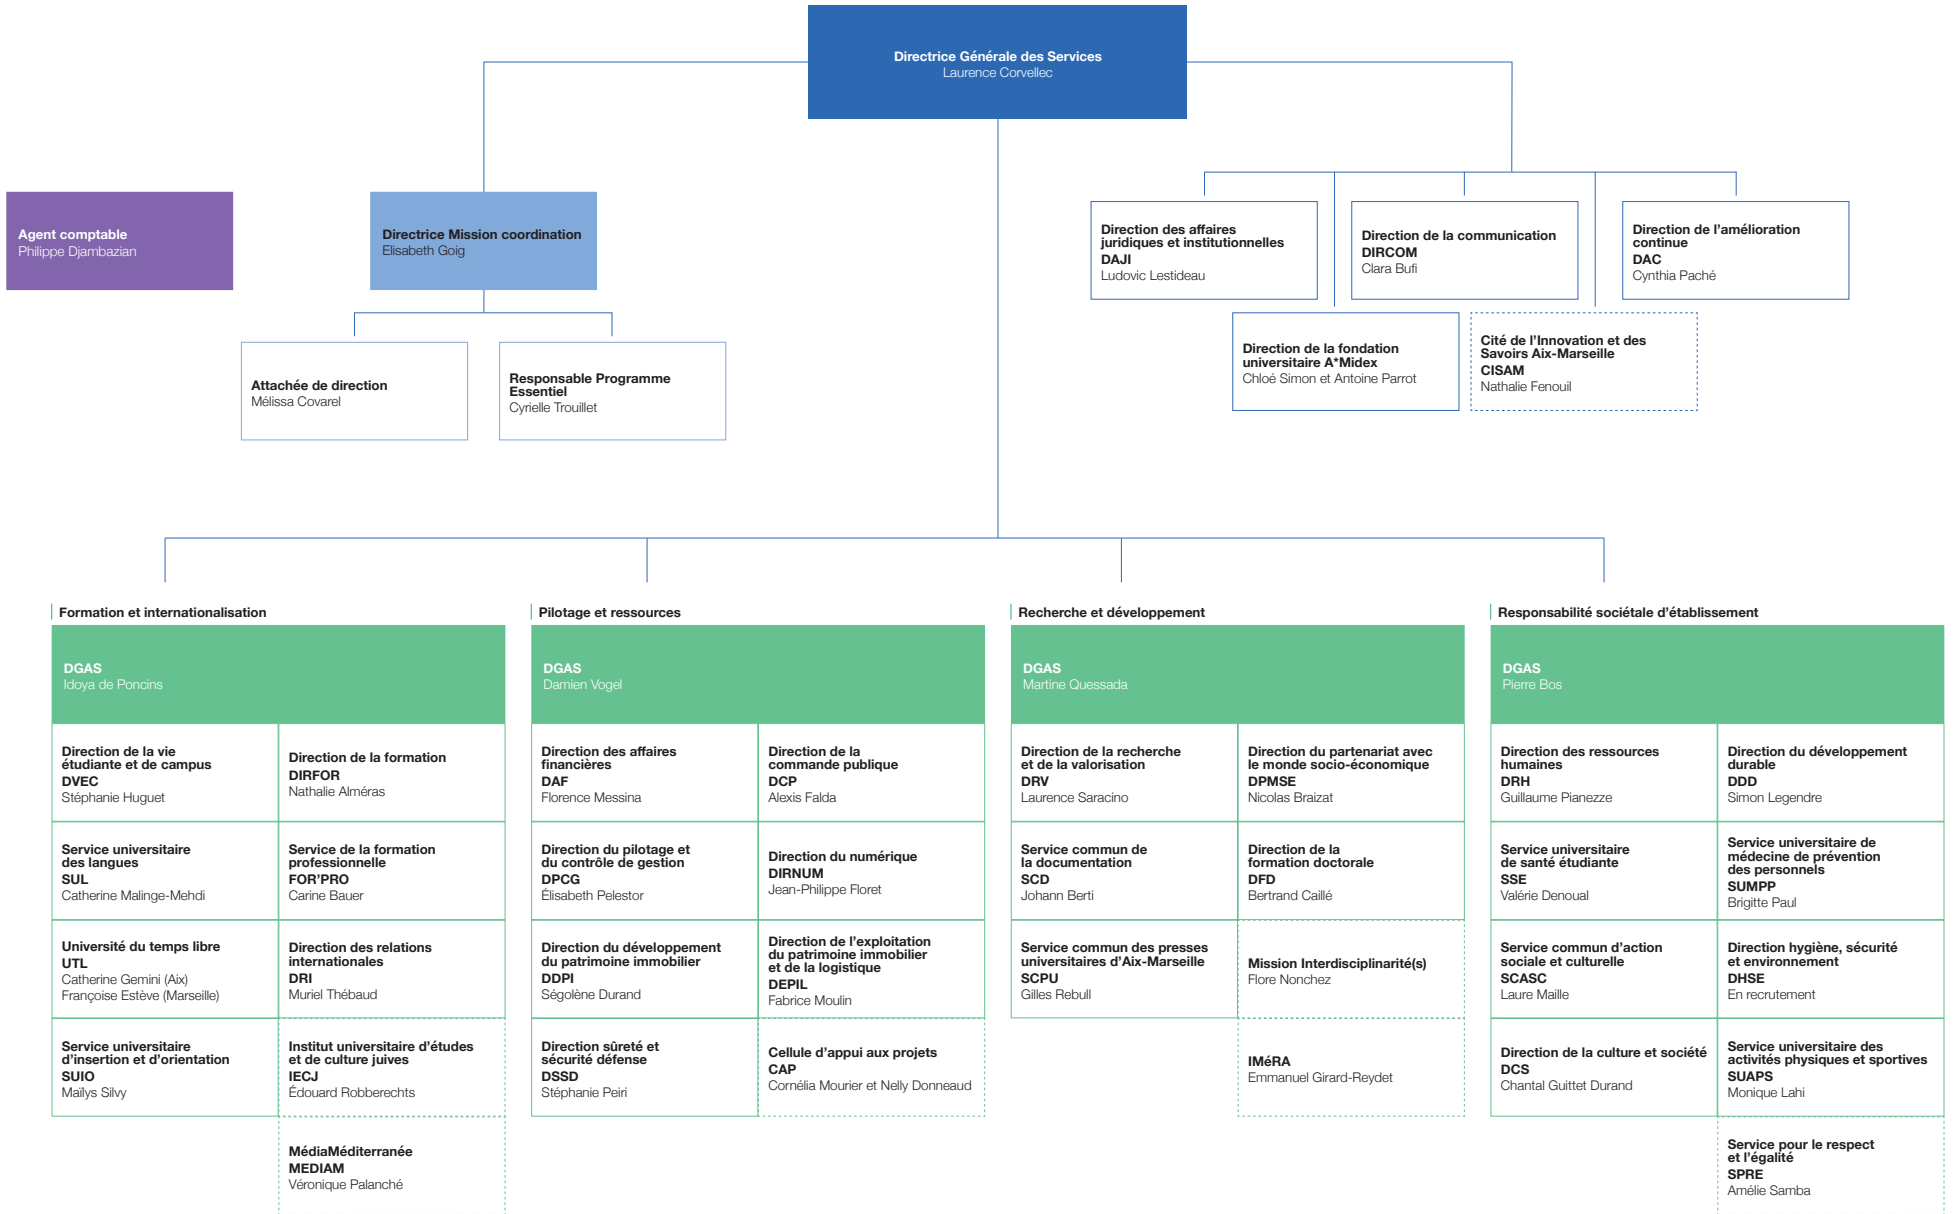 Directrice Générale des Services
Laurence Corvellec
Agent comptable
Philippe Djambazian
Directrice Mission coordination
Elisabeth Goig
Attachée de direction
Mélissa Covarel
Responsable Programme
Essentiel
Cyrielle Trouillet
Direction des affaires
juridiques et institutionnelles
DAJI
Ludovic Lestideau
Direction de la communication
DIRCOM
Clara Bufi
Direction de l'amélioration
continue
DAC
Cynthia Paché
Direction de la fondation
universitaire A*Midex
Chloé Simon et Antoine Parrot
Cité de l'Innovation et des
Savoirs Aix-Marseille
CISAM
Nathalie Fenouil
Formation et internationalisation
DGAS
Idoya de Poncins
Direction de la vie
étudiante et de campus
DVEC
Stéphanie Huguet
Direction de la formation
DIRFOR
Nathalie Alméras
Service universitaire
des langues
SUL
Catherine Malinge-Mehdi
Service de la formation
professionnelle
FOR'PRO
Carine Bauer
Université du temps libre
UTL
Catherine Gemini (Aix)
Françoise Estève (Marseille)
Direction des relations
internationales
DRI
Muriel Thébaud
Service universitaire
d'insertion et d'orientation
SUIO
Maïlys Silvy
Institut universitaire d'études
et de culture juives
IECJ
Édouard Robberechts
MédiaMéditerranée
MEDIAM
Véronique Palanché
Pilotage et ressources
DGAS
Damien Vogel
Direction des affaires
financières
DAF
Florence Messina
Direction de la
commande publique
DCP
Alexis Falda
Direction du pilotage et
du contrôle de gestion
DPCG
Élisabeth Pelestor
Direction du numérique
DIRNUM
Jean-Philippe Floret
Direction du développement
du patrimoine immobilier
DDPI
Ségolène Durand
Direction de l'exploitation
du patrimoine immobilier
et de la logistique
DEPIL
Fabrice Moulin
Direction sûreté et
sécurité défense
DSSD
Stéphanie Peiri
Cellule d'appui aux projets
CAP
Cornélia Mourier et Nelly Donneaud
Recherche et développement
DGAS
Martine Quessada
Direction de la recherche
et de la valorisation
DRV
Laurence Saracino
Direction du partenariat avec
le monde socio-économique
DPMSE
Nicolas Braizat
Service commun de
la documentation
SCD
Johann Berti
Direction de la
formation doctorale
DFD
Bertrand Caillé
Service commun des presses
universitaires d'Aix-Marseille
SCPU
Gilles Rebull
Mission Interdisciplinarité(s)
Flore Nonchez
IMéRA
Emmanuel Girard-Reydet
Responsabilité sociétale d'établissement
DGAS
Pierre Bos
Direction des ressources
humaines
DRH
Guillaume Pianezze
Direction du développement
durable
DDD
Simon Legendre
Service universitaire
de santé étudiante
SSE
Valérie Denoual
Service universitaire de
médecine de prévention
des personnels
SUMPP
Brigitte Paul
Service commun d'action
sociale et culturelle
SCASC
Laure Maille
Direction hygiène, sécurité
et environnement
DHSE
En recrutement
Direction de la culture et société
DCS
Chantal Guittet Durand
Service universitaire des
activités physiques et sportives
SUAPS
Monique Lahi
Service pour le respect
et l'égalité
SPRE
Amélie Samba